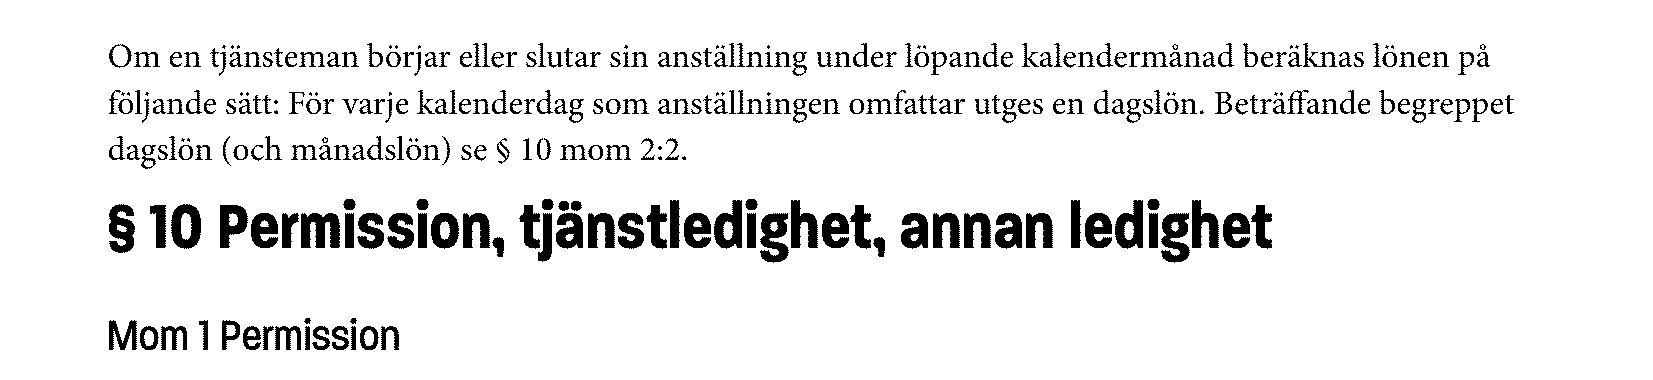 Om en tjänsteman börjar eller slutar sin anställning under löpande kalendermånad beräknas lönen på
följande sätt: För varje kalenderdag som anställningen omfattar utges en dagslön. Beträffande begreppet
dagslön (och månadslön) se § 10 mom 2:2.
§ 10 Permission, tjänstledighet, annan ledighet
Mom 1 Permission